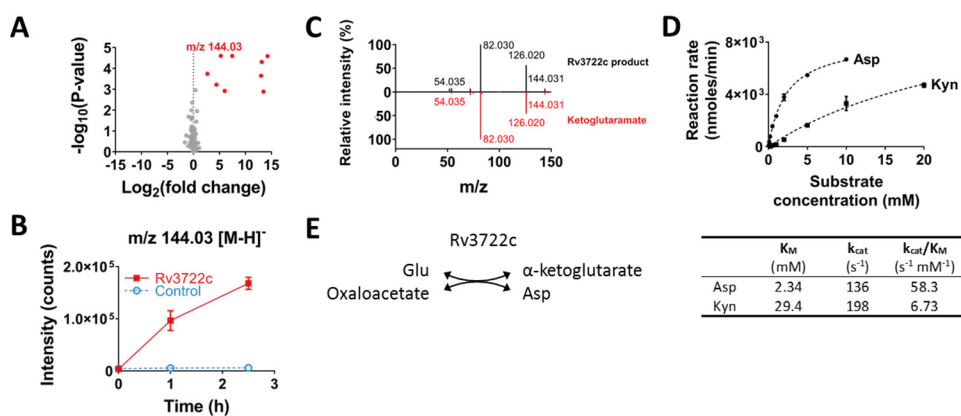 A
m/z 144.03
5
4
3
2
1
0
-15 -10 -5 0 5 10 15
-log10(P-value)
Log2(fold change)
B
m/z 144.03 [M-H]-
2.0×10^5
1.0×10^5
0
Rv3722c
Control
0 1 2 3
Intensity (counts)
Time (h)
C
100
50
0
50
100
82.030
126.020
Rv3722c product
54.035
144.031
54.035
144.031
126.020
Ketoglutaramate
82.030
0 50 100 150
Relative intensity (%)
m/z
E
Rv3722c
Glu α-ketoglutarate
Oxaloacetate Asp
D
8×10^3
4×10^3
0
Asp
Kyn
0 5 10 15 20
Reaction rate
(nmoles/min)
Substrate
concentration (mM)
KM kcat kcat/KM
(mM) (s-1) (s-1 mM-1)
Asp 2.34 136 58.3
Kyn 29.4 198 6.73